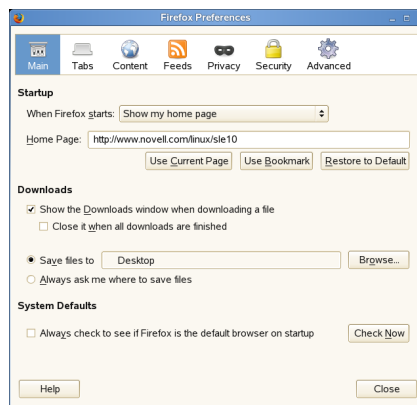 Firefox Preferences
Main Tabs Content Feeds Privacy Security Advanced
Startup
When Firefox starts: Show my home page
Home Page: http://www.novell.com/linux/sle10
Use Current Page Use Bookmark Restore to Default
Downloads
Show the Downloads window when downloading a file
Close it when all downloads are finished
Save files to Desktop Browse...
Always ask me where to save files
System Defaults
Always check to see if Firefox is the default browser on startup Check Now
Help Close